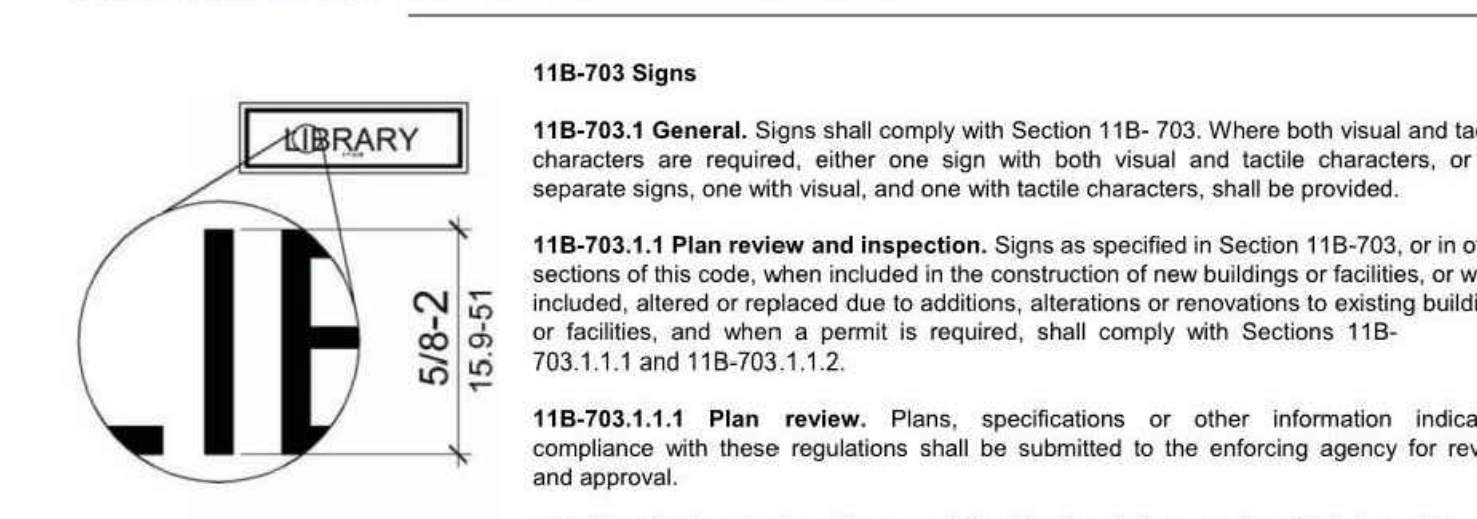 LIBRARY
LIB
5/8-2
15.9-51
11B-703 Signs
11B-703.1 General. Signs shall comply with Section 11B- 703. Where both visual and
characters are required, either one sign with both visual and tactile characters, or
separate signs, one with visual, and one with tactile characters, shall be provided.
11B-703.1.1 Plan review and inspection. Signs as specified in Section 11B-703, or in
sections of this code, when included in the construction of new buildings or facilities, or
included, altered or replaced due to additions, alterations or renovations to existing
or facilities, and when a permit is required, shall comply with Sections 11B-
703.1.1.1 and 11B-703.1.1.2.
11B-703.1.1.1 Plan review. Plans, specifications or other information
compliance with these regulations shall be submitted to the enforcing agency for
and approval.